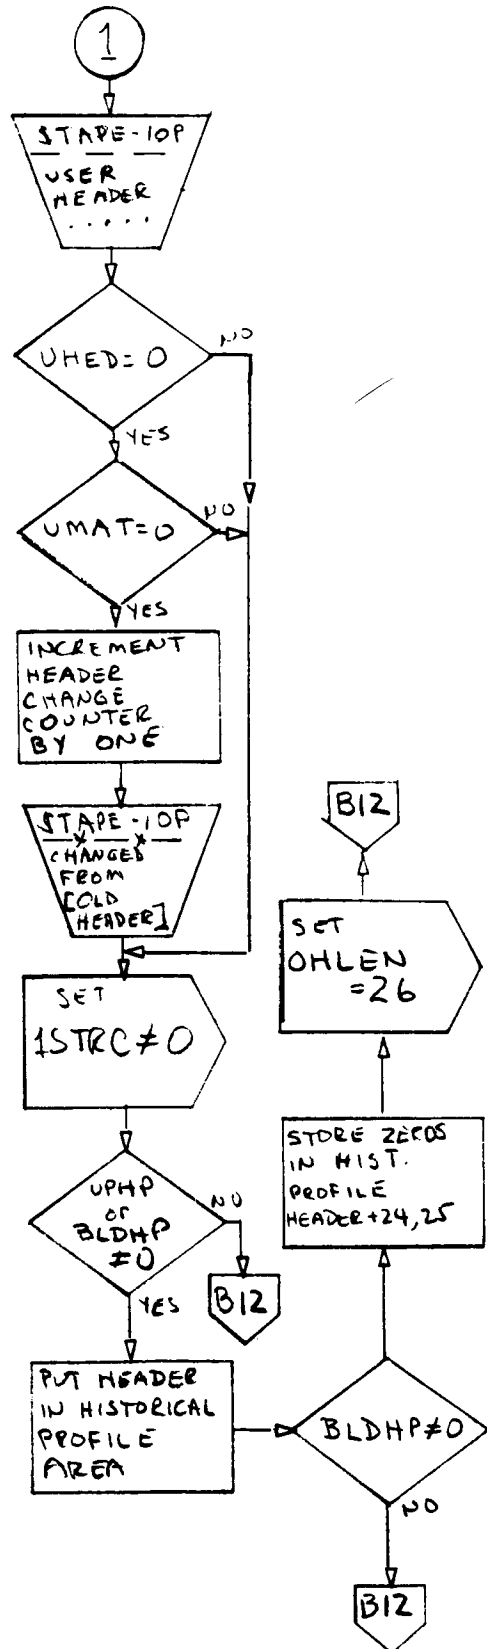 1
STAPE-IOP
USER
HEADER
.....
UHED=0
NO
YES
UMAT=0
NO
YES
INCREMENT
HEADER
CHANGE
COUNTER
BY ONE
STAPE-IOP
CHANGED
FROM
[OLD
HEADER]
SET
1STRC≠0
UPHP
or
BLDHP
≠0
NO
B12
YES
PUT HEADER
IN HISTORICAL
PROFILE
AREA
BLDHP≠0
NO
B12
STORE ZEROS
IN HIST.
PROFILE
HEADER+24,25
SET
OHLEN
=26
B12